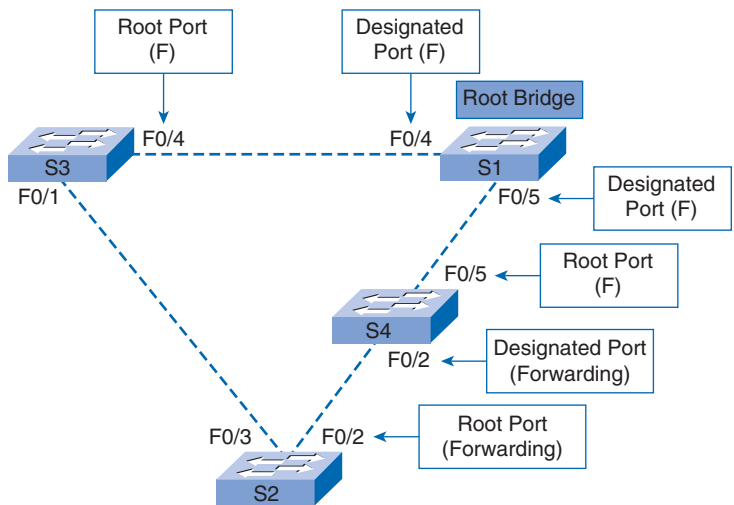 Root Port
(F)
Designated
Port (F)
Root Bridge
F0/4
F0/4
S3
S1
F0/1
F0/5
Designated
Port (F)
F0/5
Root Port
(F)
S4
F0/2
Designated Port
(Forwarding)
F0/3
F0/2
Root Port
(Forwarding)
S2